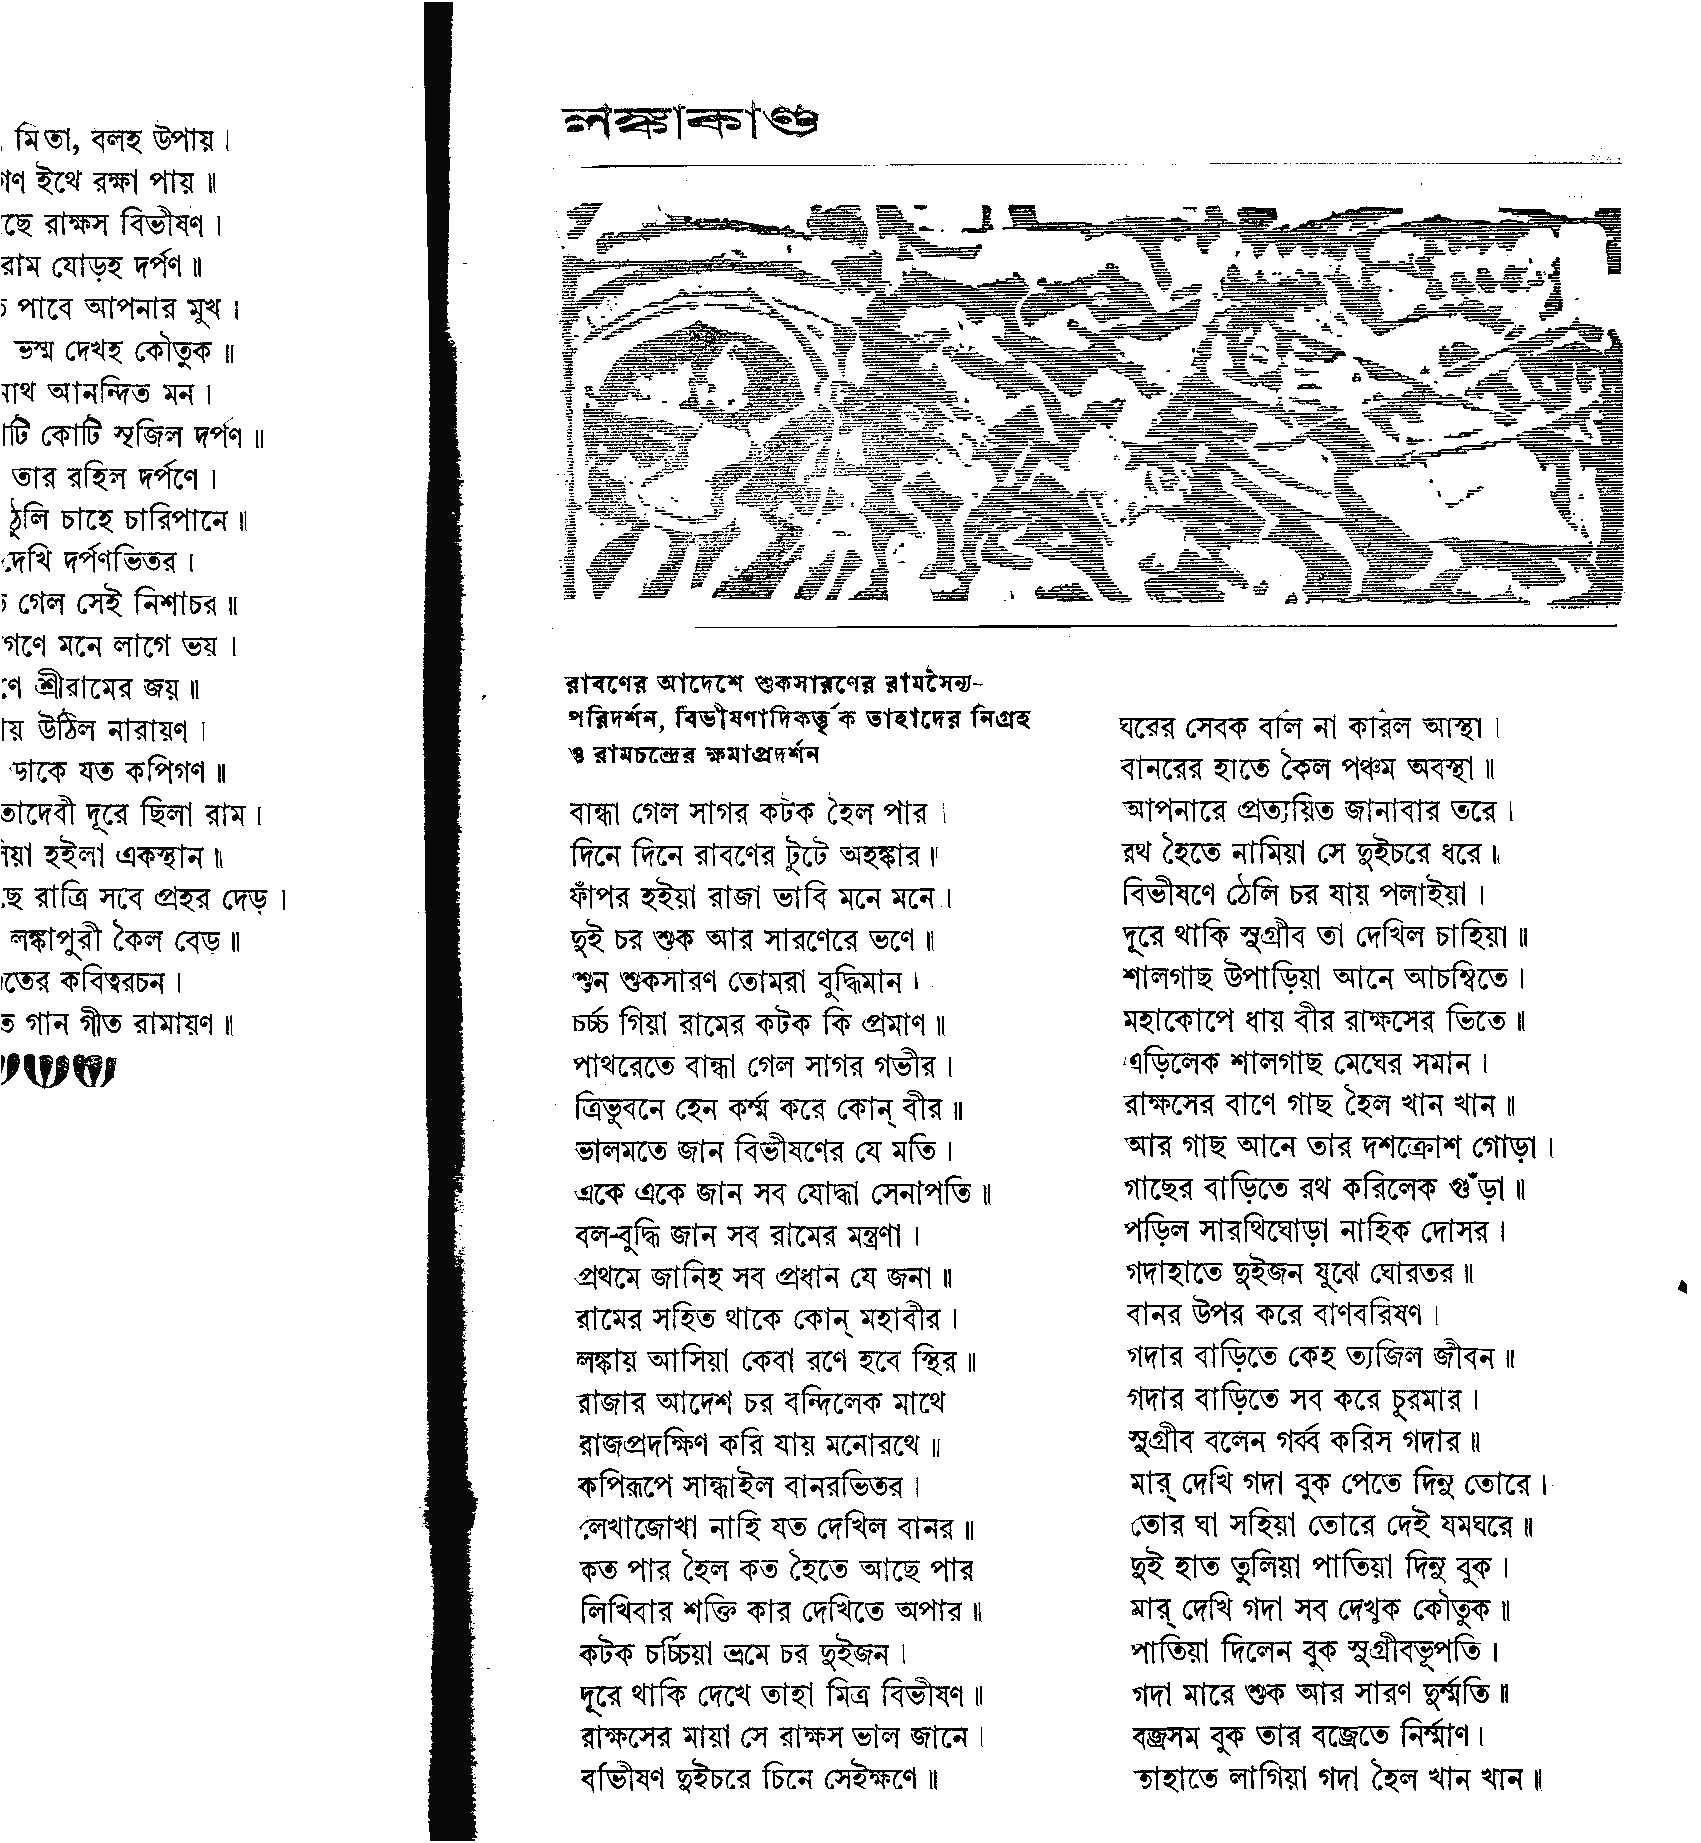 মিতা, বলহ উপায়।
ইথে রক্ষা পায়॥
রাক্ষস বিভীষণ।
রাম যোড়হ দর্পণ॥
পাবে আপনার মুখ।
ভস্ম দেখহ কৌতুক॥
আনন্দিত মন।
কোটি সৃজিল দর্পণ॥
তার রহিল দর্পণে।
ঠুলি চাহে চারিপানে॥
দেখি দর্পণভিতর।
গেল সেই নিশাচর॥
মনে লাগে ভয়।
শ্রীরামের জয়॥
উঠিল নারায়ণ।
ডাকে যত কপিগণ॥
দূরে ছিলা রাম।
হইলা একস্থান॥
রাত্রি সবে প্রহর দেড়।
লঙ্কাপুরী কৈল বেড়॥
কবিত্বরচন।
গান গীত রামায়ণ॥
লঙ্কাকাণ্ড
রাবণের আদেশে শুকসারণের রামসৈন্য-
পরিদর্শন, বিভীষণাদিকর্ত্তৃক তাহাদের নিগ্রহ
ও রামচন্দ্রের ক্ষমাপ্রদর্শন
বান্ধা গেল সাগর কটক হৈল পার।
দিনে দিনে রাবণের টুটে অহঙ্কার॥
ফাঁপর হইয়া রাজা ভাবি মনে মনে।
দুই চর শুক আর সারণেরে ভণে॥
শুন শুকসারণ তোমরা বুদ্ধিমান।
চর্চ্চ গিয়া রামের কটক কি প্রমাণ॥
পাথরেতে বান্ধা গেল সাগর গভীর।
ত্রিভুবনে হেন কর্ম্ম করে কোন্ বীর॥
ভালমতে জান বিভীষণের যে মতি।
একে একে জান সব যোদ্ধা সেনাপতি॥
বল-বুদ্ধি জান সব রামের মন্ত্রণা।
প্রথমে জানিহ সব প্রধান যে জনা॥
রামের সহিত থাকে কোন্ মহাবীর।
লঙ্কায় আসিয়া কেবা রণে হবে স্থির॥
রাজার আদেশ চর বন্দিলেক মাথে
রাজপ্রদক্ষিণ করি যায় মনোরথে॥
কপিরূপে সান্ধাইল বানরভিতর।
লেখাজোখা নাহি যত দেখিল বানর॥
কত পার হৈল কত হৈতে আছে পার
লিখিবার শক্তি কার দেখিতে অপার॥
কটক চর্চ্চিয়া ভ্রমে চর দুইজন।
দূরে থাকি দেখে তাহা মিত্র বিভীষণ॥
রাক্ষসের মায়া সে রাক্ষস ভাল জানে।
বভিীষণ দুইচরে চিনে সেইক্ষণে॥
ঘরের সেবক বলি না করিল আস্থা।
বানরের হাতে কৈল পঞ্চম অবস্থা॥
আপনারে প্রত্যয়িত জানাবার তরে।
রথ হৈতে নামিয়া সে দুইচরে ধরে॥
বিভীষণে ঠেলি চর যায় পলাইয়া।
দূরে থাকি সুগ্রীব তা দেখিল চাহিয়া॥
শালগাছ উপাড়িয়া আনে আচম্বিতে।
মহাকোপে ধায় বীর রাক্ষসের ভিতে॥
এড়িলেক শালগাছ মেঘের সমান।
রাক্ষসের বাণে গাছ হৈল খান খান॥
আর গাছ আনে তার দশক্রোশ গোড়া।
গাছের বাড়িতে রথ করিলেক গুঁড়া॥
পড়িল সারথিঘোড়া নাহিক দোসর।
গদাহাতে দুইজন যুঝে ঘোরতর॥
বানর উপর করে বাণবরিষণ।
গদার বাড়িতে কেহ ত্যজিল জীবন॥
গদার বাড়িতে সব করে চুরমার।
সুগ্রীব বলেন গর্ব্ব করিস গদার॥
মার্ দেখি গদা বুক পেতে দিনু তোরে।
তোর ঘা সহিয়া তোরে দেই যমঘরে॥
দুই হাত তুলিয়া পাতিয়া দিনু বুক।
মার্ দেখি গদা সব দেখুক কৌতুক॥
পাতিয়া দিলেন বুক সুগ্রীবভূপতি।
গদা মারে শুক আর সারণ দুর্ম্মতি॥
বজ্রসম বুক তার বজ্রেতে নির্ম্মাণ।
তাহাতে লাগিয়া গদা হৈল খান খান॥